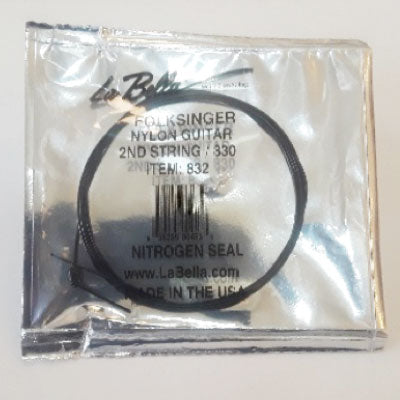 La Bella
FOLKSINGER
NYLON GUITAR
2ND STRING / 830
ITEM: 832
NITROGEN SEAL
www.LaBella.com
MADE IN THE USA